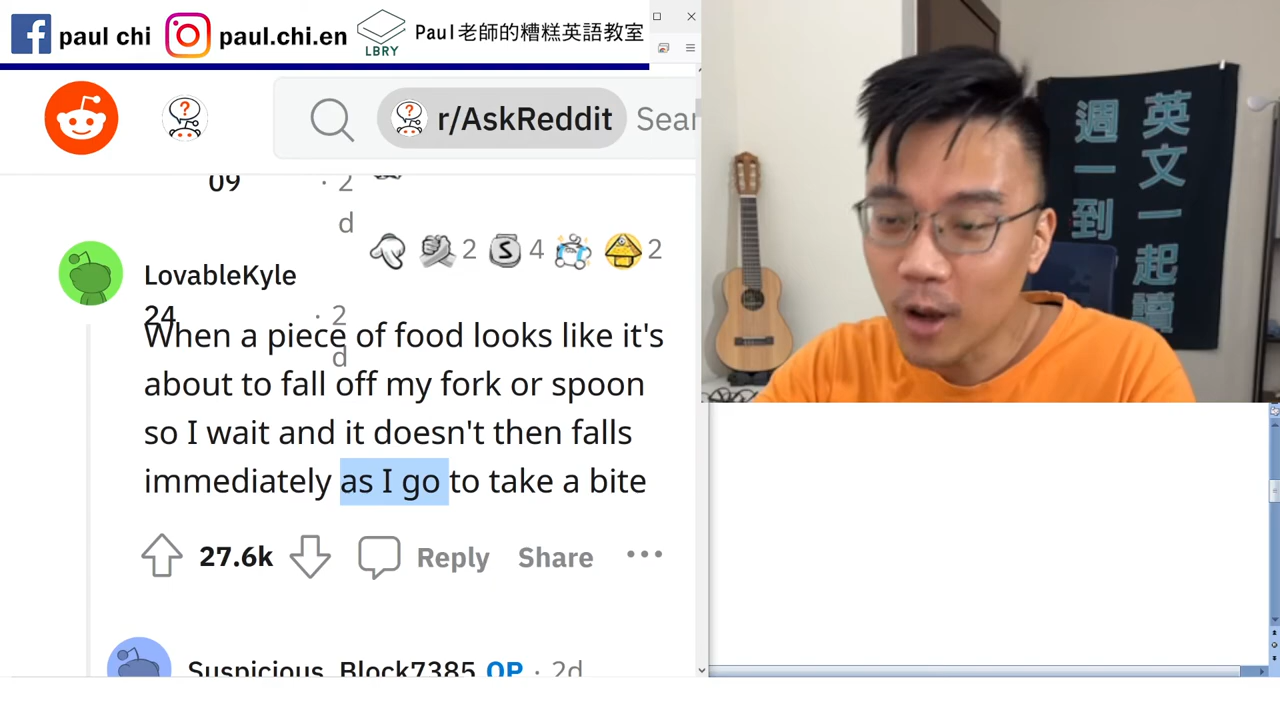 paul chi
paul.chi.en
LBRY
Paul老師的糟糕英語教室
r/AskReddit
Sear
09
· 2
d
2
S 4
2
LovableKyle
24 · 2
d
When a piece of food looks like it's
about to fall off my fork or spoon
so I wait and it doesn't then falls
immediately as I go to take a bite
27.6k
Reply
Share
Suspicious_Block7385 OP · 2d
英文一起讀
週一到